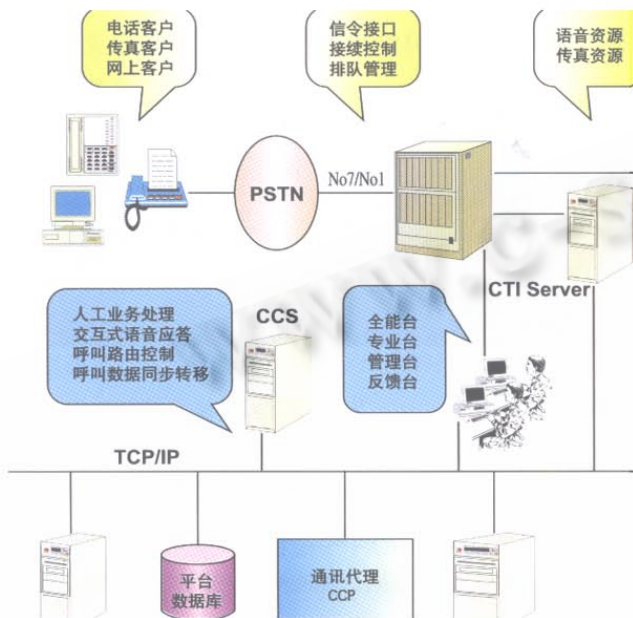 电话客户
传真客户
网上客户
信令接口
接续控制
排队管理
语音资源
传真资源
PSTN
No7/No1
CTI Server
人工业务处理
交互式语音应答
呼叫路由控制
呼叫数据同步转移
CCS
全能台
专业台
管理台
反馈台
TCP/IP
平台
数据库
通讯代理
CCP